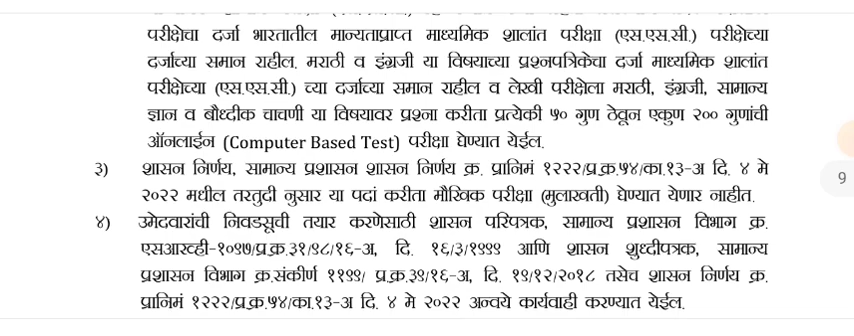 परीक्षेचा दर्जा भारतातील मान्यताप्राप्त माध्यमिक शालांत परीक्षा (एस.एस.सी.) परीक्षेच्या
दर्जाच्या समान राहील. मराठी व इंग्रजी या विषयाच्या प्रश्नपत्रिकेचा दर्जा माध्यमिक शालांत
परीक्षेच्या (एस.एस.सी.) च्या दर्जाच्या समान राहील व लेखी परीक्षेला मराठी, इंग्रजी, सामान्य
ज्ञान व बौध्दीक चाचणी या विषयावर प्रश्ना करीता प्रत्येकी ५० गुण ठेवून एकुण २०० गुणांची
ऑनलाईन (Computer Based Test) परीक्षा घेण्यात येईल.
३) शासन निर्णय, सामान्य प्रशासन शासन निर्णय क्र. प्रानिमं १२२२/प्र.क्र.५४/का.१३-अ दि. ४ मे
२०२२ मधील तरतुदी नुसार या पदां करीता मौखिक परीक्षा (मुलाखती) घेण्यात येणार नाहीत.
४) उमेदवारांची निवडसूची तयार करणेसाठी शासन परिपत्रक, सामान्य प्रशासन विभाग क्र.
एसआरव्ही-१०९७/प्र.क्र.३१/९८/१६-अ, दि. १६/३/१९९९ आणि शासन शुध्दीपत्रक, सामान्य
प्रशासन विभाग क्र.संकीर्ण ११९९/ प्र.क्र.३९/१६-अ, दि. १९/१२/२०१८ तसेच शासन निर्णय क्र.
प्रानिमं १२२२/प्र.क्र.५४/का.१३-अ दि. ४ मे २०२२ अन्वये कार्यवाही करण्यात येईल.
9